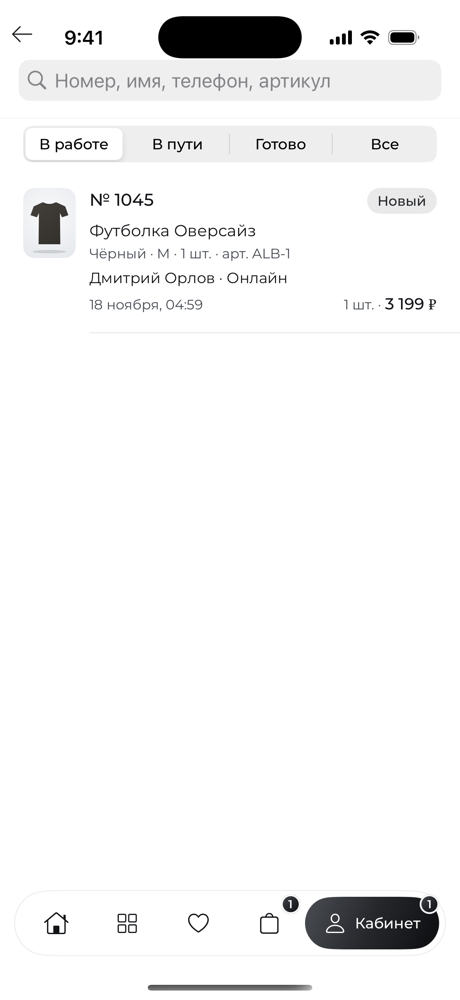 9:41
Номер, имя, телефон, артикул
В работе
В пути
Готово
Все
№ 1045
Новый
Футболка Оверсайз
Чёрный · M · 1 шт. · арт. ALB-1
Дмитрий Орлов · Онлайн
18 ноября, 04:59
1 шт. · 3 199 ₽
1
1
Кабинет